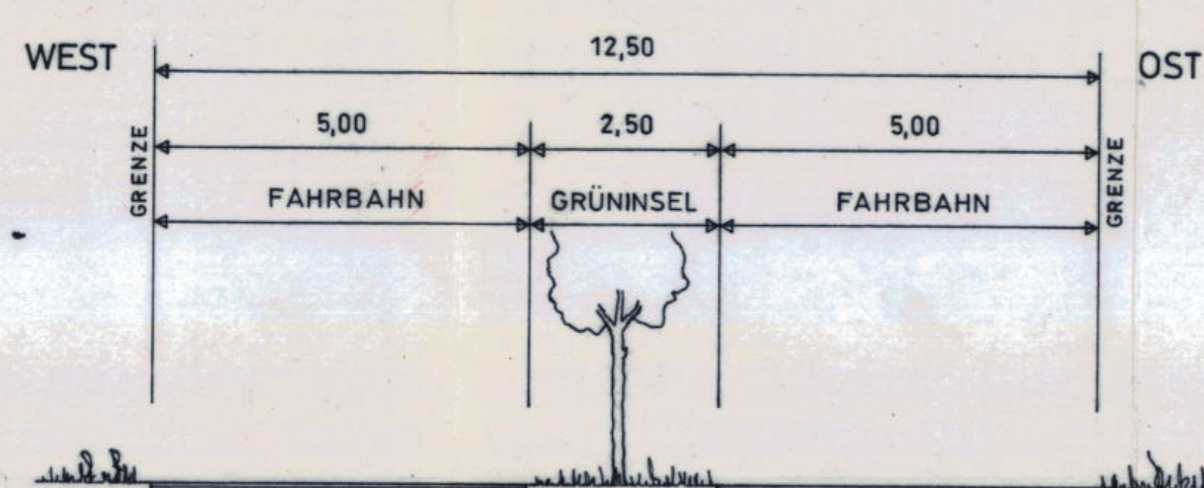 WEST
12,50
OST
5,00
2,50
5,00
GRENZE
FAHRBAHN
GRÜNINSEL
FAHRBAHN
GRENZE